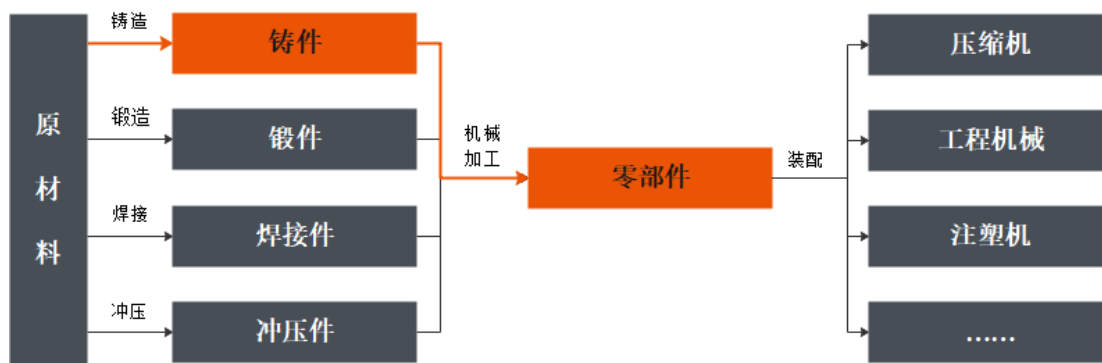 原材料
铸造
铸件
锻造
锻件
焊接
焊接件
冲压
冲压件
机械
加工
零部件
装配
压缩机
工程机械
注塑机
……